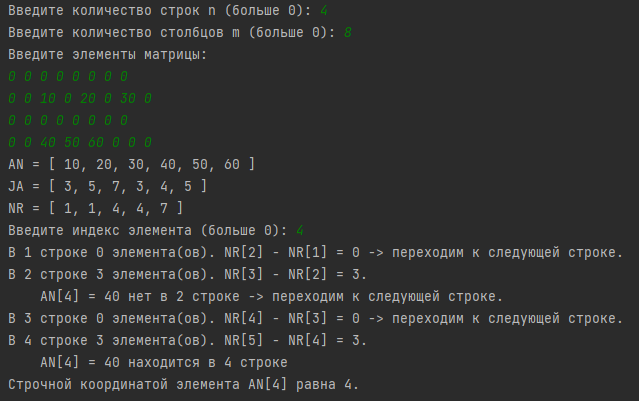 Введите количество строк n (больше 0): 4
Введите количество столбцов m (больше 0): 8
Введите элементы матрицы:
0 0 0 0 0 0 0 0
0 0 10 0 20 0 30 0
0 0 0 0 0 0 0 0
0 0 40 50 60 0 0 0
AN = [ 10, 20, 30, 40, 50, 60 ]
JA = [ 3, 5, 7, 3, 4, 5 ]
NR = [ 1, 1, 4, 4, 7 ]
Введите индекс элемента (больше 0): 4
В 1 строке 0 элемента(ов). NR[2] - NR[1] = 0 -> переходим к следующей строке.
В 2 строке 3 элемента(ов). NR[3] - NR[2] = 3.
AN[4] = 40 нет в 2 строке -> переходим к следующей строке.
В 3 строке 0 элемента(ов). NR[4] - NR[3] = 0 -> переходим к следующей строке.
В 4 строке 3 элемента(ов). NR[5] - NR[4] = 3.
AN[4] = 40 находится в 4 строке
Строчной координатой элемента AN[4] равна 4.